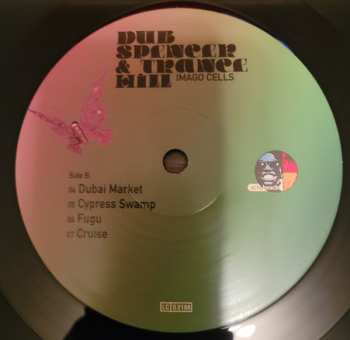 DUB
SPENCER
& TRANCE
HILL IMAGO CELLS
Side B
04 Dubai Market
05 Cypress Swamp
06 Fugu
07 Cruise